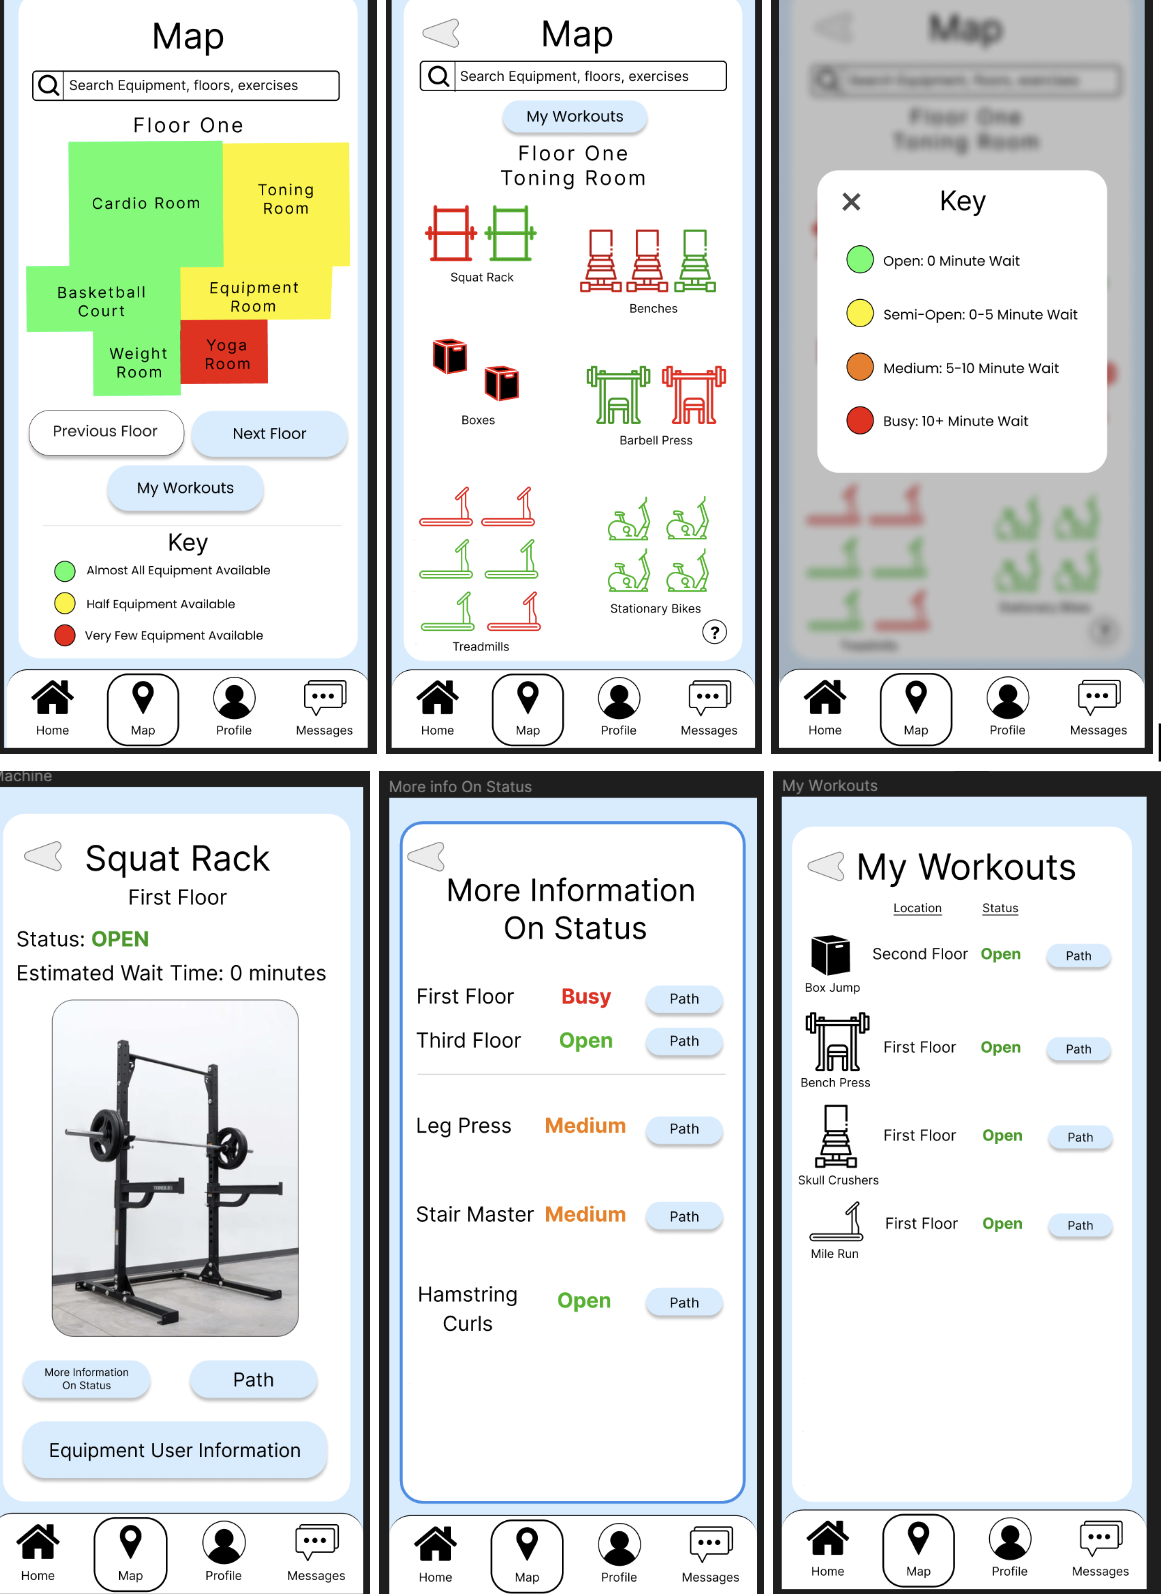 Map
Search Equipment, floors, exercises
Floor One
Cardio Room
Toning
Room
Basketball
Court
Equipment
Room
Weight
Room
Yoga
Room
Previous Floor
Next Floor
My Workouts
Key
Almost All Equipment Available
Half Equipment Available
Very Few Equipment Available
Home
Map
Profile
Messages
Map
Search Equipment, floors, exercises
My Workouts
Floor One
Toning Room
Squat Rack
Benches
Boxes
Barbell Press
Treadmills
Stationary Bikes
?
Home
Map
Profile
Messages
Map
Search Equipment, floors, exercises
Floor One
Toning Room
Key
Open: 0 Minute Wait
Semi-Open: 0-5 Minute Wait
Medium: 5-10 Minute Wait
Busy: 10+ Minute Wait
Stationary Bikes
?
Treadmills
Home
Map
Profile
Messages
Machine
Squat Rack
First Floor
Status: OPEN
Estimated Wait Time: 0 minutes
More Information
On Status
Path
Equipment User Information
Home
Map
Profile
Messages
More info On Status
More Information
On Status
First Floor Busy Path
Third Floor Open Path
Leg Press Medium Path
Stair Master Medium Path
Hamstring
Curls
Open Path
Home
Map
Profile
Messages
My Workouts
My Workouts
Location Status
Second Floor Open Path
Box Jump
First Floor Open Path
Bench Press
First Floor Open Path
Skull Crushers
First Floor Open Path
Mile Run
Home
Map
Profile
Messages